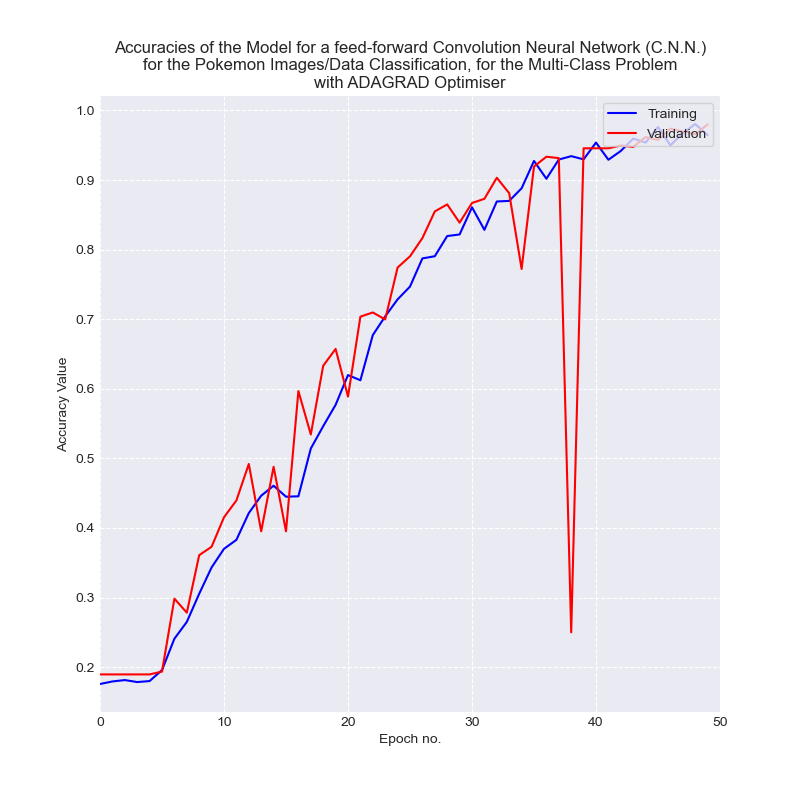 Accuracies of the Model for a feed-forward Convolution Neural Network (C.N.N.)
for the Pokemon Images/Data Classification, for the Multi-Class Problem
with ADAGRAD Optimiser
Training
Validation
1.0
0.9
0.8
0.7
0.6
0.5
0.4
0.3
0.2
Accuracy Value
0 10 20 30 40 50
Epoch no.